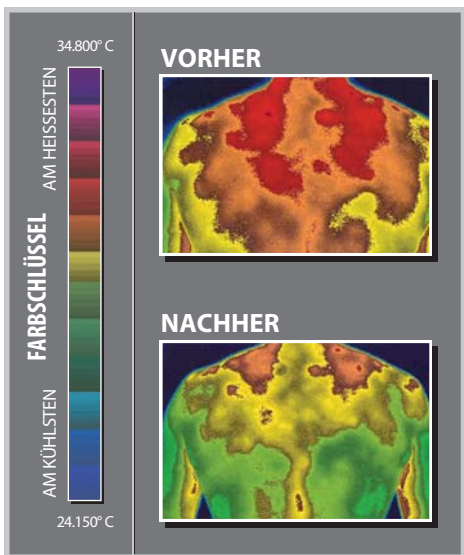 34.800° C
AM HEISSESTEN
FARBSCHLÜSSEL
AM KÜHLSTEN
24.150° C
VORHER
NACHHER